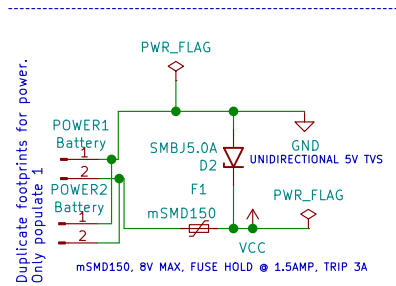 PWR_FLAG
Duplicate footprints for power.
Only populate 1
POWER1
Battery
1
2
POWER2
Battery
1
2
SMBJ5.0A
D2
GND
UNIDIRECTIONAL 5V TVS
F1
mSMD150
PWR_FLAG
VCC
mSMD150, 8V MAX, FUSE HOLD @ 1.5AMP, TRIP 3A